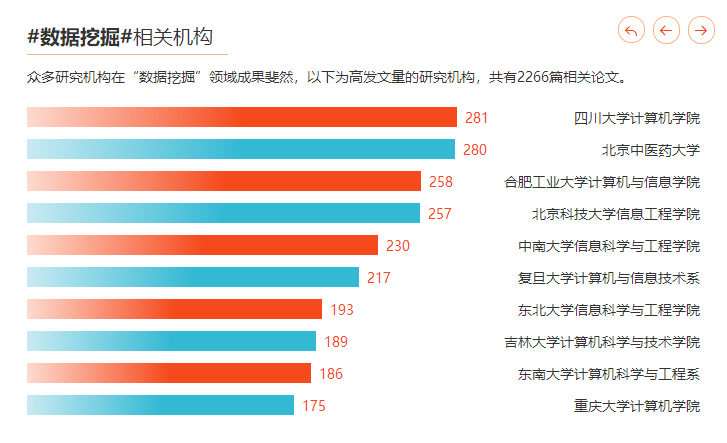 #数据挖掘#相关机构
众多研究机构在“数据挖掘”领域成果斐然，以下为高发文量的研究机构，共有2266篇相关论文。
281 四川大学计算机学院
280 北京中医药大学
258 合肥工业大学计算机与信息学院
257 北京科技大学信息工程学院
230 中南大学信息科学与工程学院
217 复旦大学计算机与信息技术系
193 东北大学信息科学与工程学院
189 吉林大学计算机科学与技术学院
186 东南大学计算机科学与工程系
175 重庆大学计算机学院